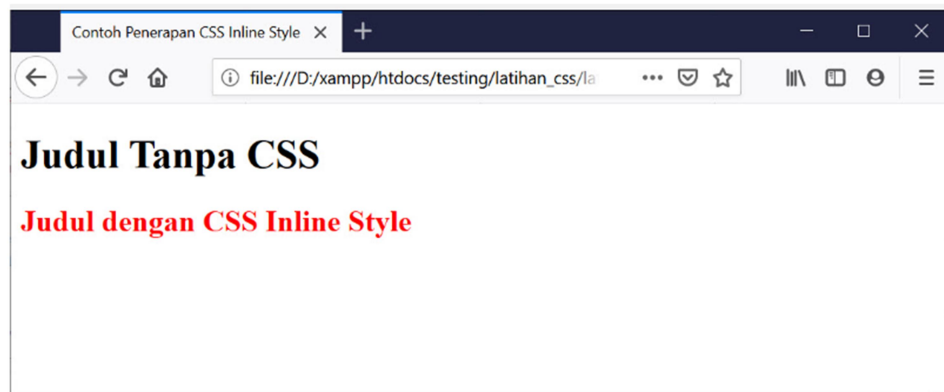 Contoh Penerapan CSS Inline Style
file:///D:/xampp/htdocs/testing/latihan_css/la
Judul Tanpa CSS
Judul dengan CSS Inline Style